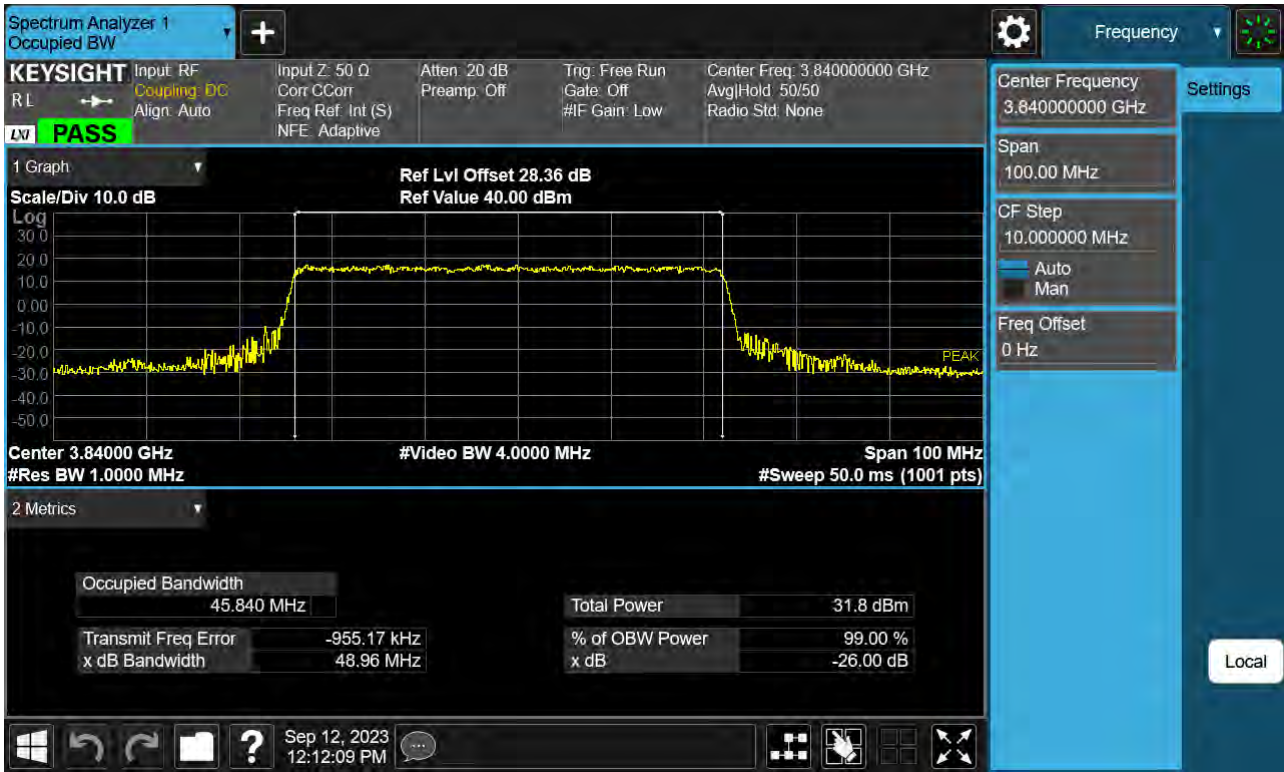 Spectrum Analyzer 1
Occupied BW
Frequency
KEYSIGHT
RL
LXI
PASS
Input: RF
Coupling: DC
Align: Auto
Input Z: 50 Ω
Corr CCorr
Freq Ref: Int (S)
NFE: Adaptive
Atten: 20 dB
Preamp: Off
Trig: Free Run
Gate: Off
#IF Gain: Low
Center Freq: 3.840000000 GHz
Avg|Hold: 50/50
Radio Std: None
Center Frequency
3.840000000 GHz
Settings
Span
100.00 MHz
CF Step
10.000000 MHz
Auto
Man
Freq Offset
0 Hz
Local
1 Graph
Scale/Div 10.0 dB
Ref Lvl Offset 28.36 dB
Ref Value 40.00 dBm
Log
30.0
20.0
10.0
0.00
-10.0
-20.0
-30.0
-40.0
-50.0
PEAK
Center 3.84000 GHz
#Video BW 4.0000 MHz
Span 100 MHz
#Res BW 1.0000 MHz
#Sweep 50.0 ms (1001 pts)
2 Metrics
Occupied Bandwidth
45.840 MHz
Total Power 31.8 dBm
Transmit Freq Error -955.17 kHz
% of OBW Power 99.00 %
x dB Bandwidth 48.96 MHz
x dB -26.00 dB
?
Sep 12, 2023
12:12:09 PM